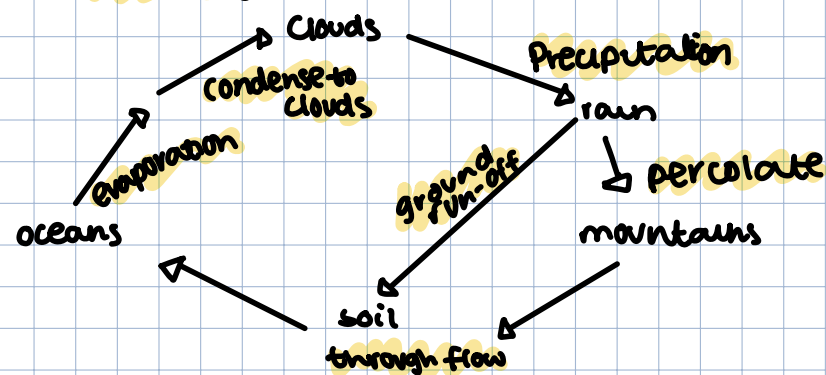 Clouds
Precipitation
condense to
clouds
rain
evaporation
ground
run-off
percolate
oceans
mountains
soil
through flow